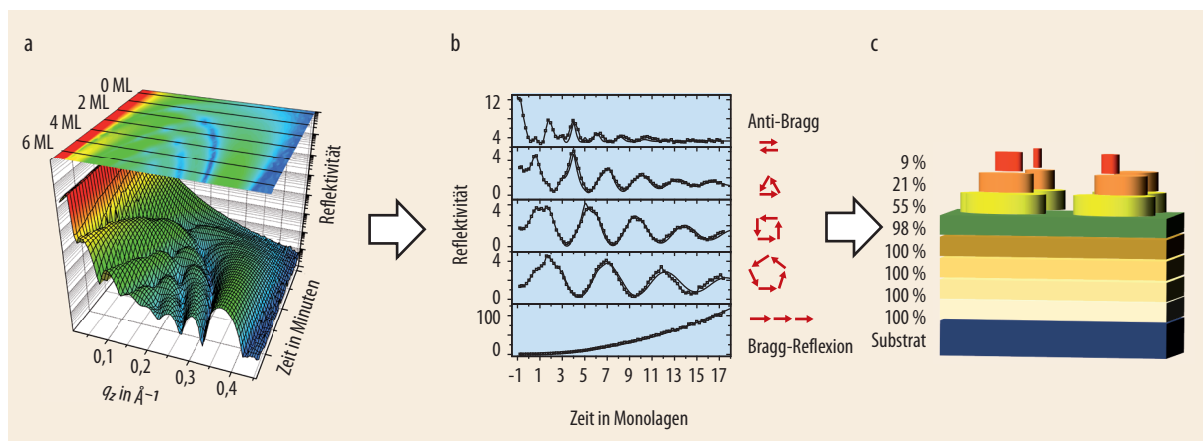 a
0 ML
2 ML
4 ML
6 ML
Reflektivität
0,1
0,2
0,3
0,4
qz in Å–1
Zeit in Minuten
b
12
4
4
0
4
0
4
0
100
0
Reflektivität
-1 1 3 5 7 9 11 13 15 17
Zeit in Monolagen
Anti-Bragg
Bragg-Reflexion
c
9 %
21 %
55 %
98 %
100 %
100 %
100 %
100 %
Substrat